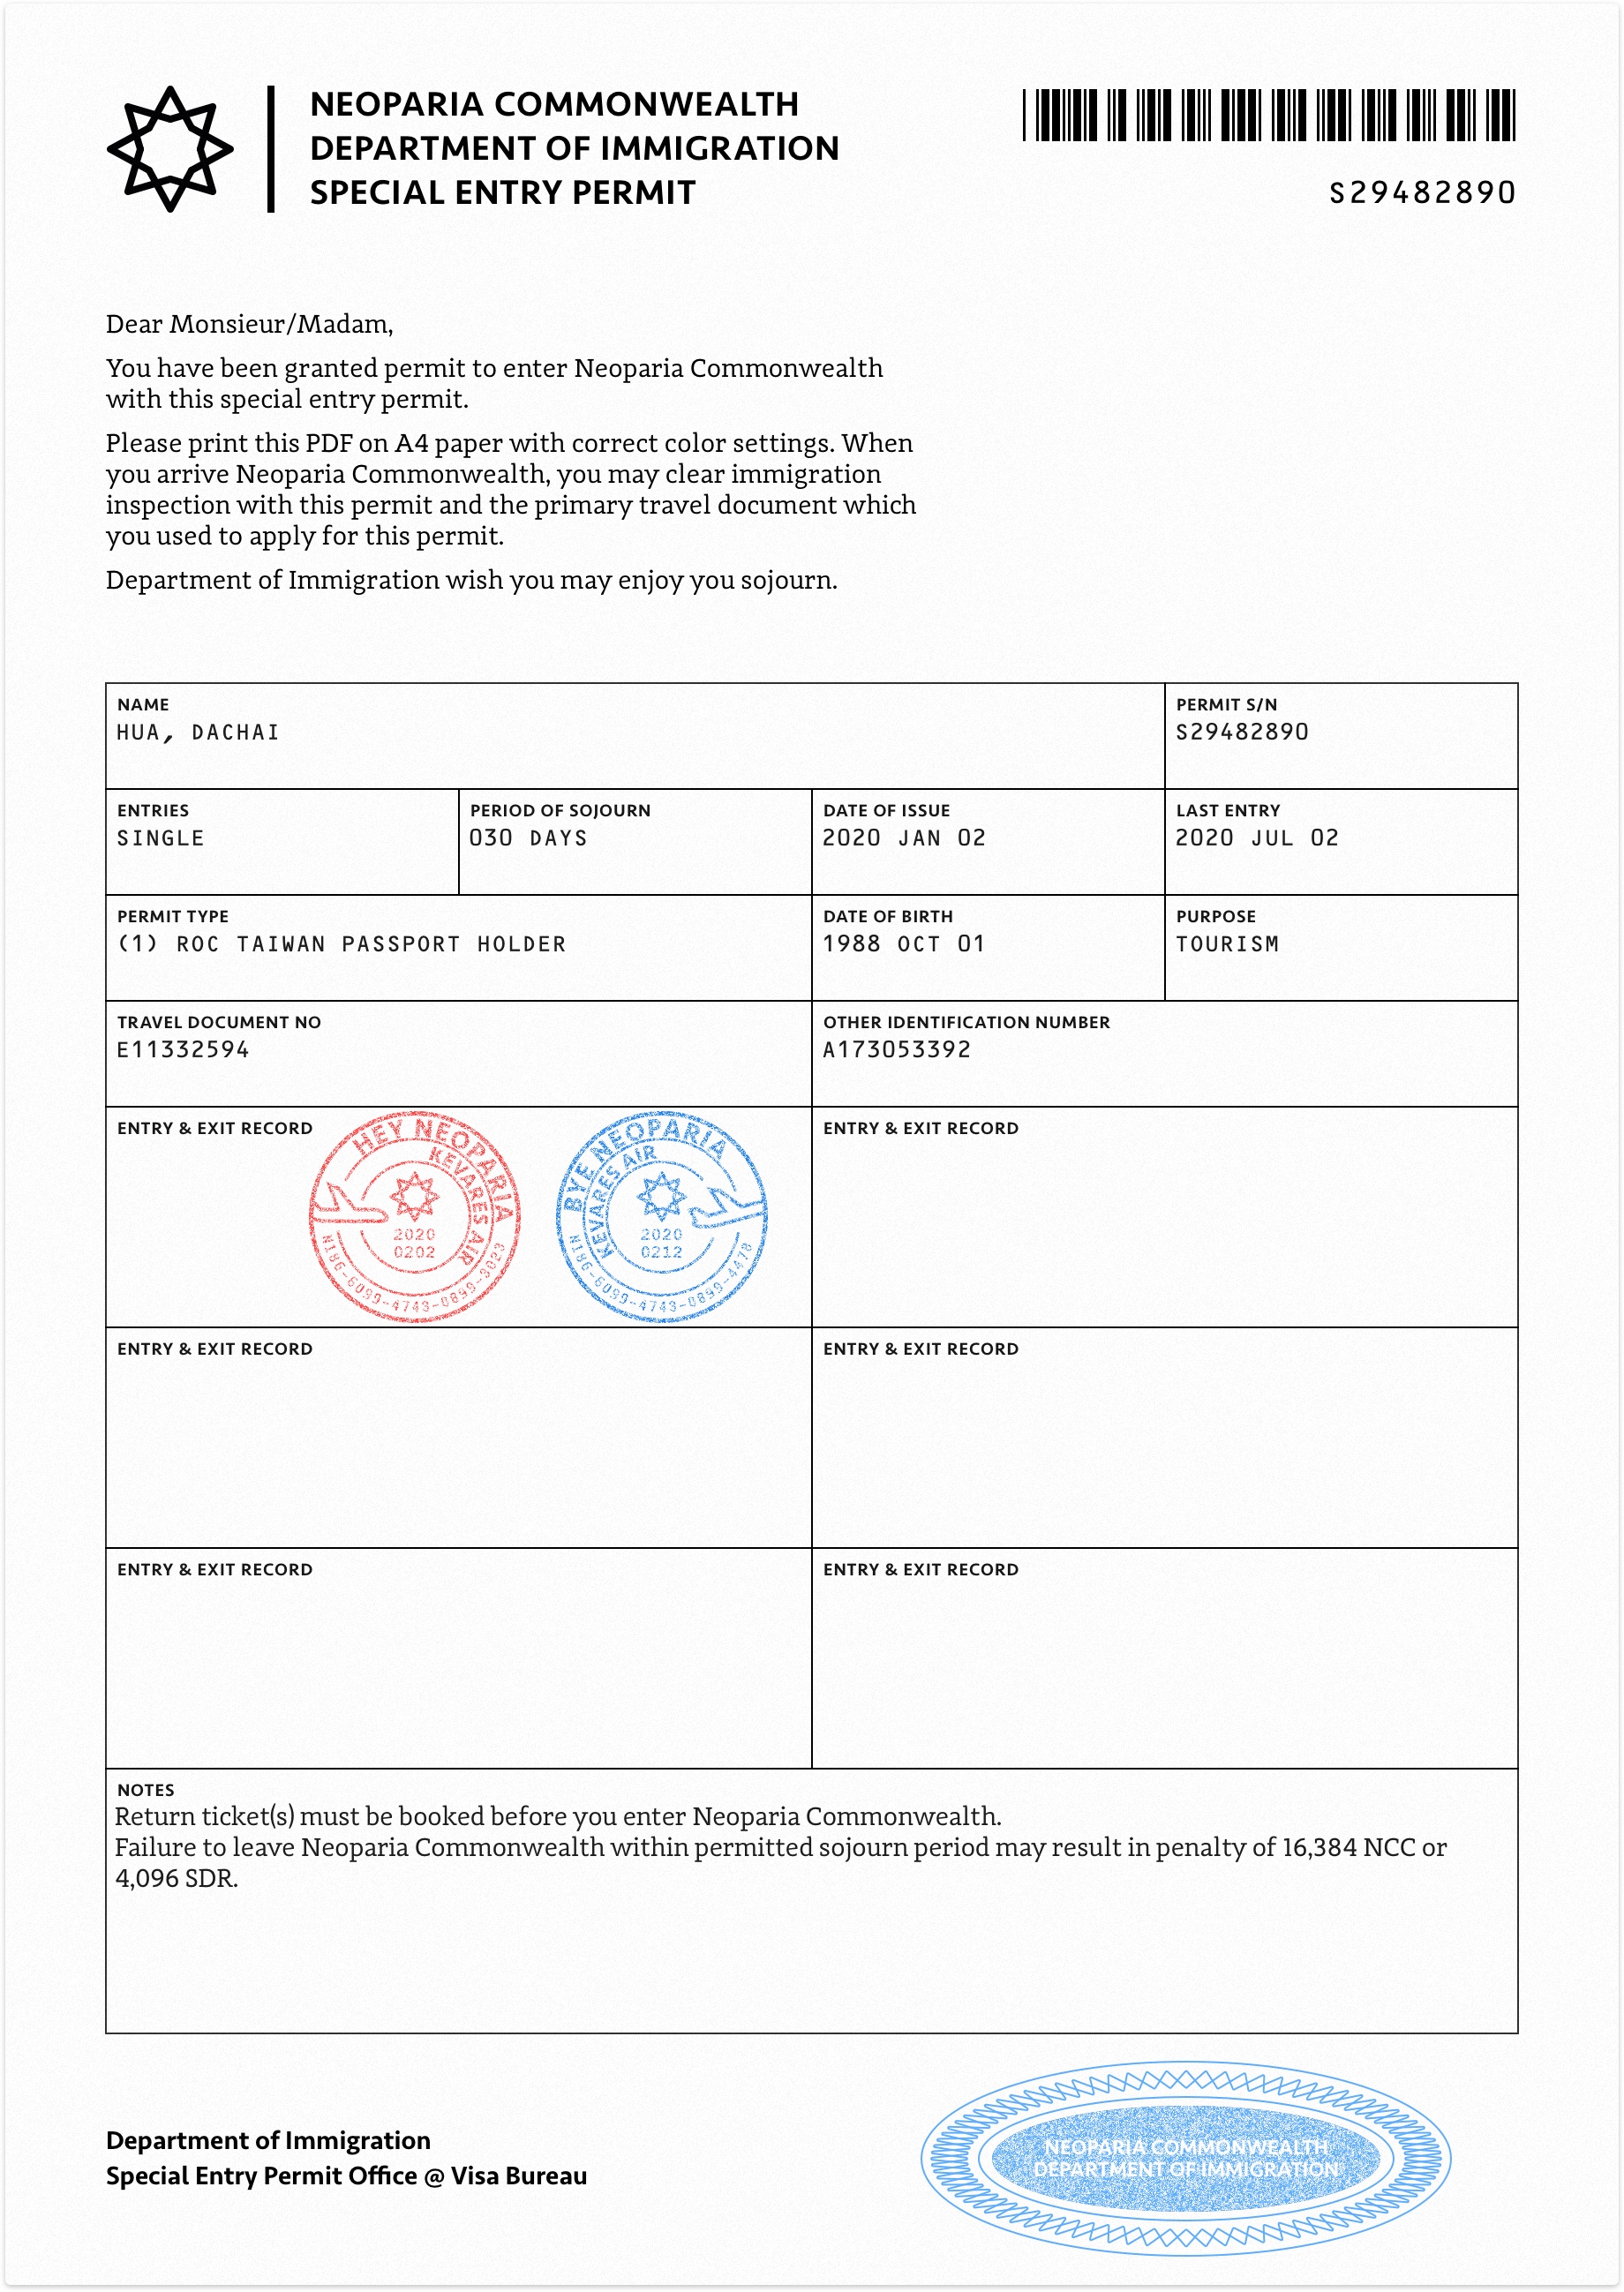 NEOPARIA COMMONWEALTH
DEPARTMENT OF IMMIGRATION
SPECIAL ENTRY PERMIT
S29482890
Dear Monsieur/Madam,
You have been granted permit to enter Neoparia Commonwealth
with this special entry permit.
Please print this PDF on A4 paper with correct color settings. When
you arrive Neoparia Commonwealth, you may clear immigration
inspection with this permit and the primary travel document which
you used to apply for this permit.
Department of Immigration wish you may enjoy you sojourn.
NAME
HUA, DACHAI
PERMIT S/N
S29482890
ENTRIES
SINGLE
PERIOD OF SOJOURN
030 DAYS
DATE OF ISSUE
2020 JAN 02
LAST ENTRY
2020 JUL 02
PERMIT TYPE
(1) ROC TAIWAN PASSPORT HOLDER
DATE OF BIRTH
1988 OCT 01
PURPOSE
TOURISM
TRAVEL DOCUMENT NO
E11332594
OTHER IDENTIFICATION NUMBER
A173053392
ENTRY & EXIT RECORD
HEY NEOPARIA
KEVARES AIR
2020
0202
N186-6099-4743-0899-3023
BYE NEOPARIA
KEVARES AIR
2020
0212
N186-6099-4743-0899-4478
ENTRY & EXIT RECORD
ENTRY & EXIT RECORD
ENTRY & EXIT RECORD
ENTRY & EXIT RECORD
ENTRY & EXIT RECORD
NOTES
Return ticket(s) must be booked before you enter Neoparia Commonwealth.
Failure to leave Neoparia Commonwealth within permitted sojourn period may result in penalty of 16,384 NCC or
4,096 SDR.
Department of Immigration
Special Entry Permit Office @ Visa Bureau
NEOPARIA COMMONWEALTH
DEPARTMENT OF IMMIGRATION